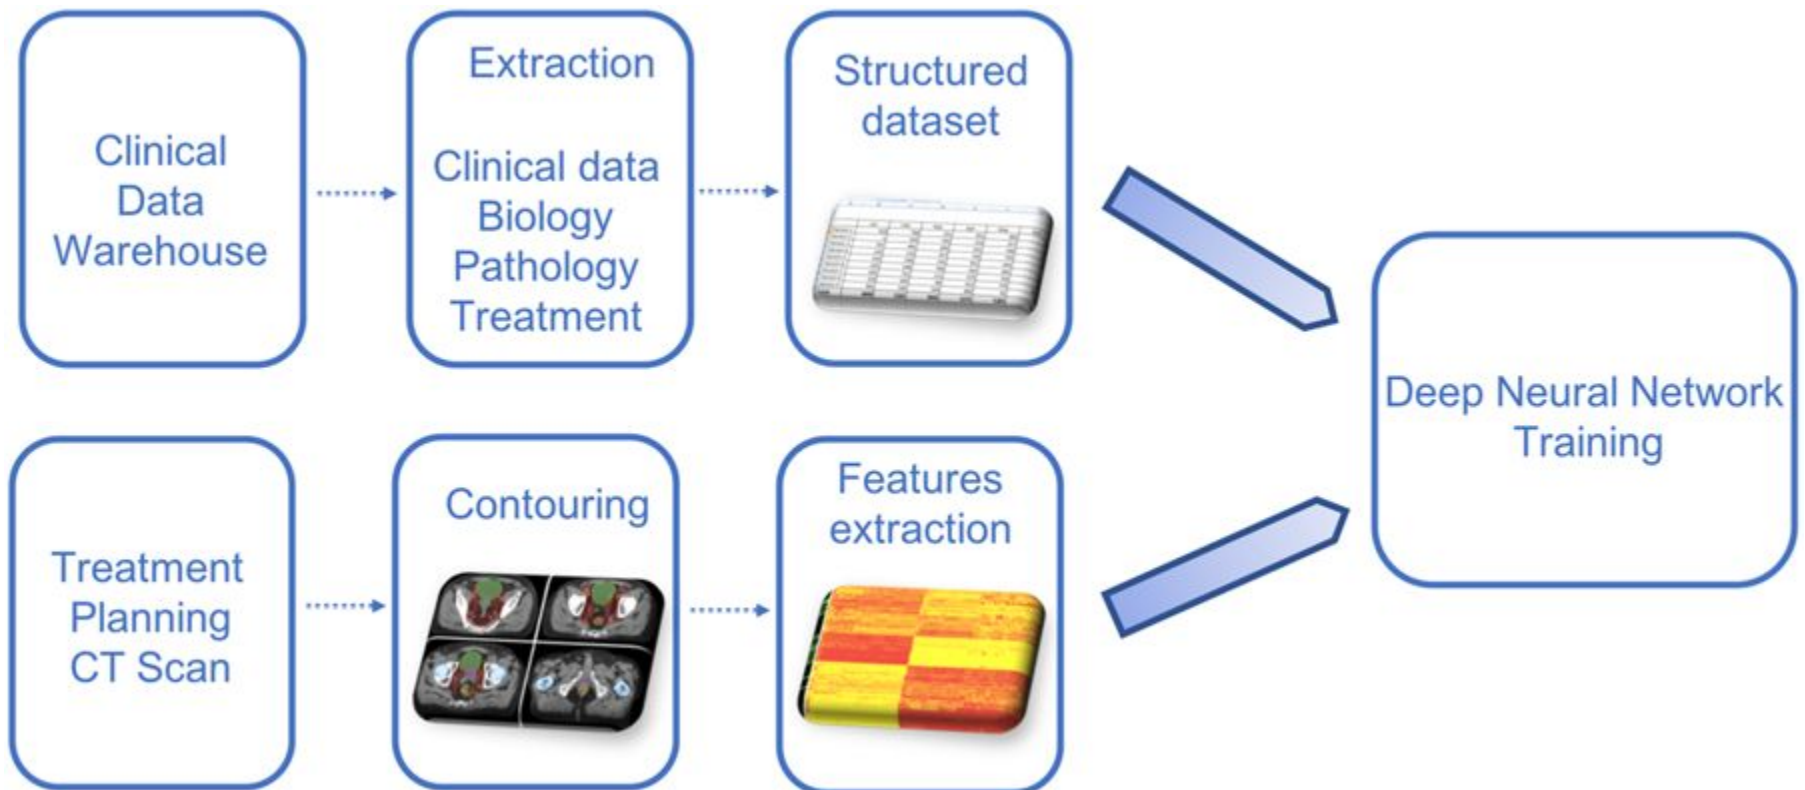 Clinical
Data
Warehouse
Extraction
Clinical data
Biology
Pathology
Treatment
Structured
dataset
Treatment
Planning
CT Scan
Contouring
Features
extraction
Deep Neural Network
Training